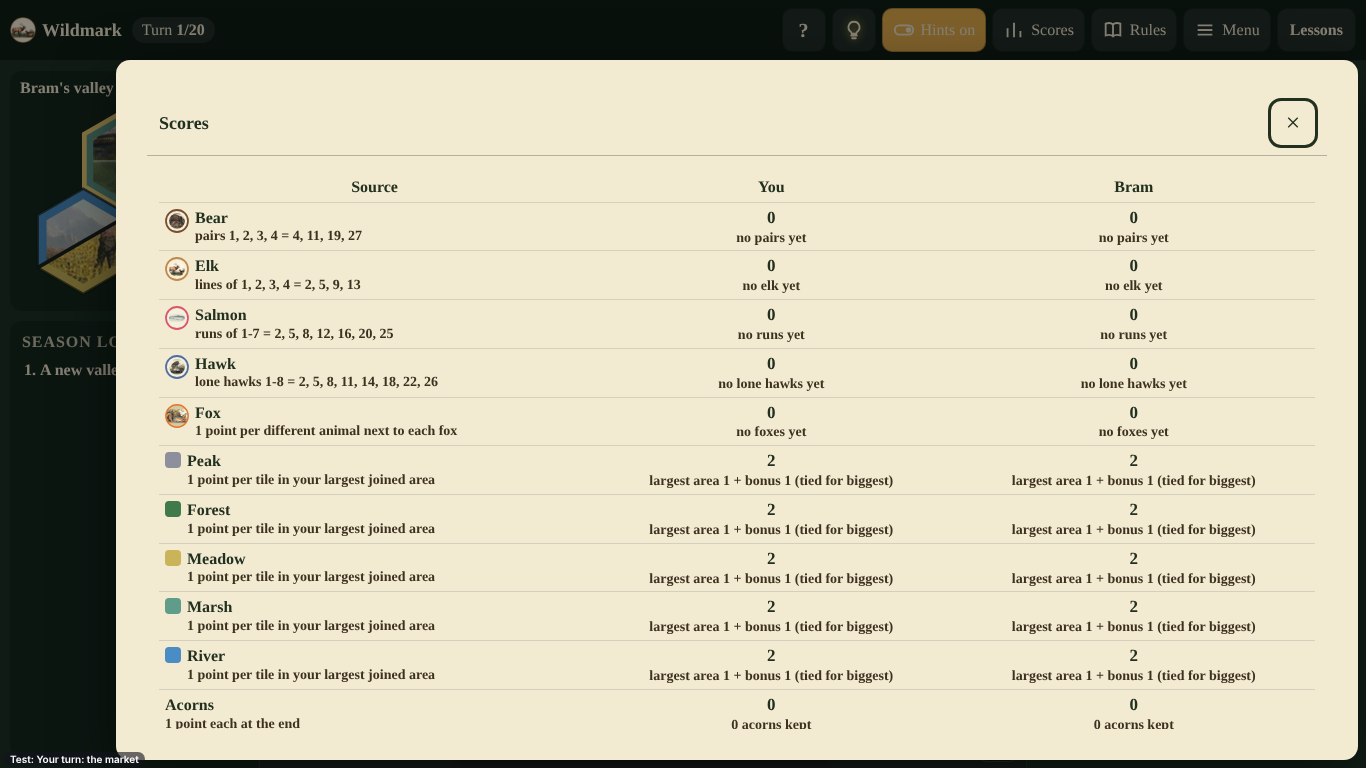 Wildmark
Turn 1/20
?
Hints on
Scores
Rules
Menu
Lessons
Bram's valley
SEASON
1. A new
Scores
Source You Bram
Bear 0 0
pairs 1, 2, 3, 4 = 4, 11, 19, 27 no pairs yet no pairs yet
Elk 0 0
lines of 1, 2, 3, 4 = 2, 5, 9, 13 no elk yet no elk yet
Salmon 0 0
runs of 1-7 = 2, 5, 8, 12, 16, 20, 25 no runs yet no runs yet
Hawk 0 0
lone hawks 1-8 = 2, 5, 8, 11, 14, 18, 22, 26 no lone hawks yet no lone hawks yet
Fox 0 0
1 point per different animal next to each fox no foxes yet no foxes yet
Peak 2 2
1 point per tile in your largest joined area largest area 1 + bonus 1 (tied for biggest) largest area 1 + bonus 1 (tied for biggest)
Forest 2 2
1 point per tile in your largest joined area largest area 1 + bonus 1 (tied for biggest) largest area 1 + bonus 1 (tied for biggest)
Meadow 2 2
1 point per tile in your largest joined area largest area 1 + bonus 1 (tied for biggest) largest area 1 + bonus 1 (tied for biggest)
Marsh 2 2
1 point per tile in your largest joined area largest area 1 + bonus 1 (tied for biggest) largest area 1 + bonus 1 (tied for biggest)
River 2 2
1 point per tile in your largest joined area largest area 1 + bonus 1 (tied for biggest) largest area 1 + bonus 1 (tied for biggest)
Acorns 0 0
1 point each at the end 0 acorns kept 0 acorns kept
Test: Your turn: the market